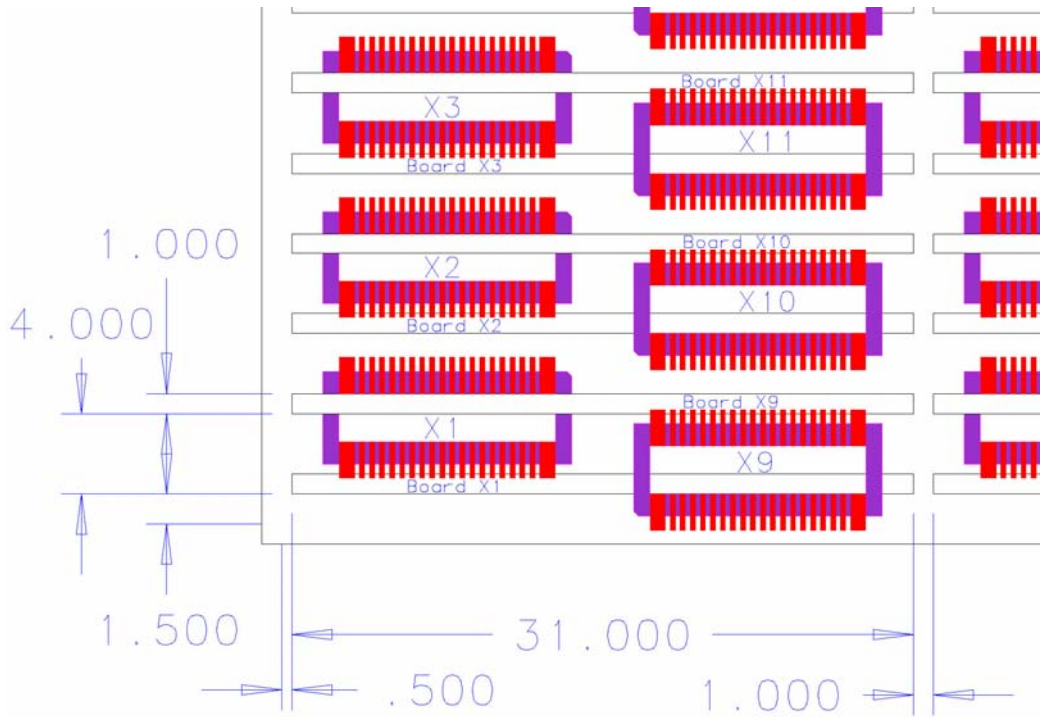 Board X11
X3
X11
Board X3
1.000
Board X10
X2
X10
4.000
Board X2
Board X9
X1
X9
Board X1
1.500
31.000
.500
1.000